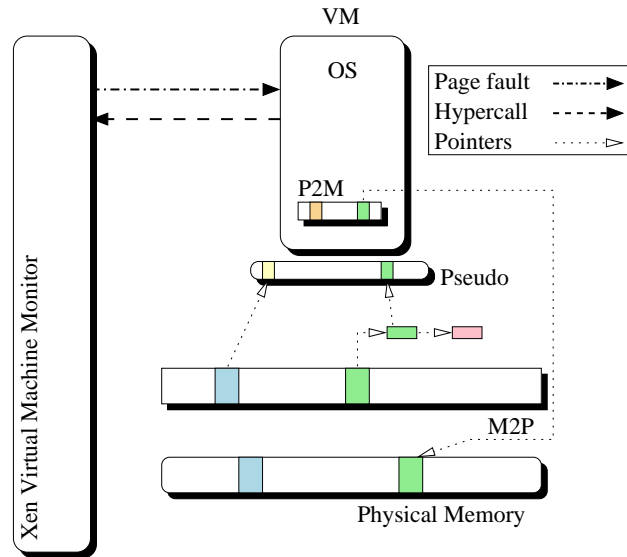 VM
OS
Page fault
Hypercall
Pointers
P2M
Pseudo
M2P
Physical Memory
Xen Virtual Machine Monitor